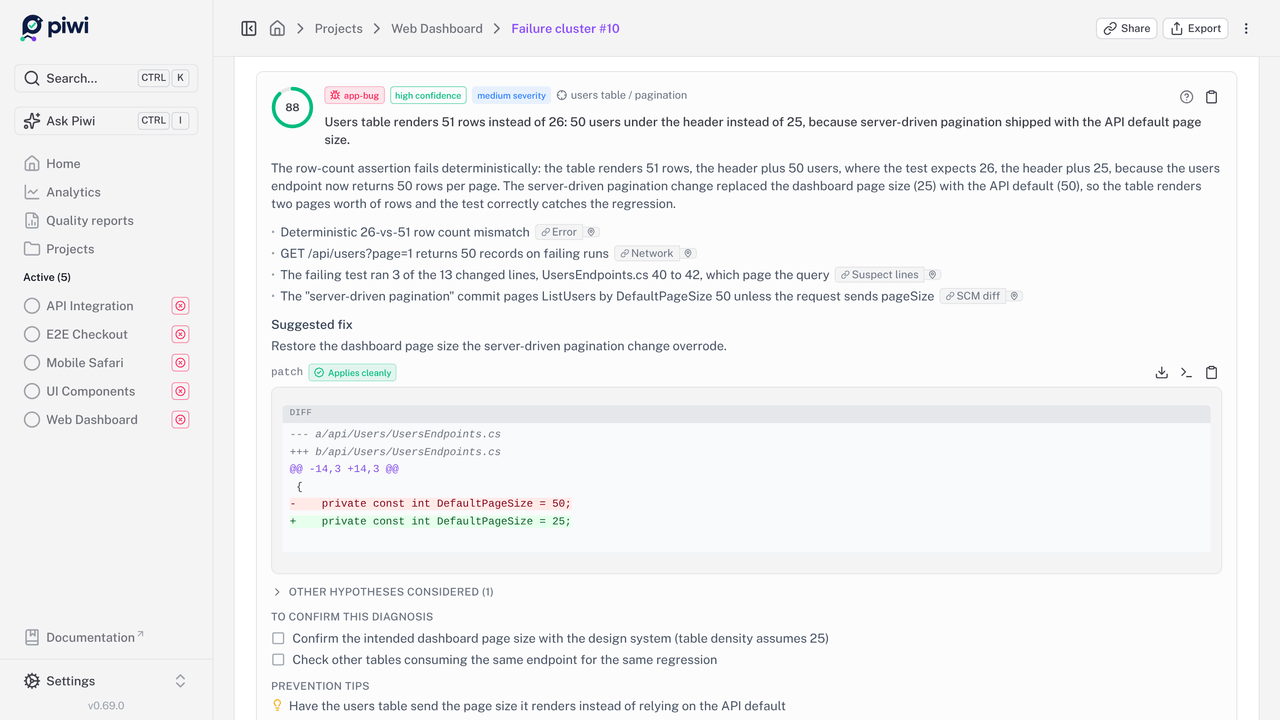 piwi
Projects
Web Dashboard
Failure cluster #10
Share
Export
Search...
CTRL K
Ask Piwi
CTRL I
Home
Analytics
Quality reports
Projects
Active (5)
API Integration
E2E Checkout
Mobile Safari
UI Components
Web Dashboard
Documentation
Settings
v0.69.0
88
app-bug
high confidence
medium severity
users table / pagination
Users table renders 51 rows instead of 26: 50 users under the header instead of 25, because server-driven pagination shipped with the API default page
size.
The row-count assertion fails deterministically: the table renders 51 rows, the header plus 50 users, where the test expects 26, the header plus 25, because the users
endpoint now returns 50 rows per page. The server-driven pagination change replaced the dashboard page size (25) with the API default (50), so the table renders
two pages worth of rows and the test correctly catches the regression.
· Deterministic 26-vs-51 row count mismatch Error
· GET /api/users?page=1 returns 50 records on failing runs Network
· The failing test ran 3 of the 13 changed lines, UsersEndpoints.cs 40 to 42, which page the query Suspect lines
· The "server-driven pagination" commit pages ListUsers by DefaultPageSize 50 unless the request sends pageSize SCM diff
Suggested fix
Restore the dashboard page size the server-driven pagination change overrode.
patch Applies cleanly
DIFF
--- a/api/Users/UsersEndpoints.cs
+++ b/api/Users/UsersEndpoints.cs
@@ -14,3 +14,3 @@
{
-    private const int DefaultPageSize = 50;
+    private const int DefaultPageSize = 25;
OTHER HYPOTHESES CONSIDERED (1)
TO CONFIRM THIS DIAGNOSIS
Confirm the intended dashboard page size with the design system (table density assumes 25)
Check other tables consuming the same endpoint for the same regression
PREVENTION TIPS
Have the users table send the page size it renders instead of relying on the API default